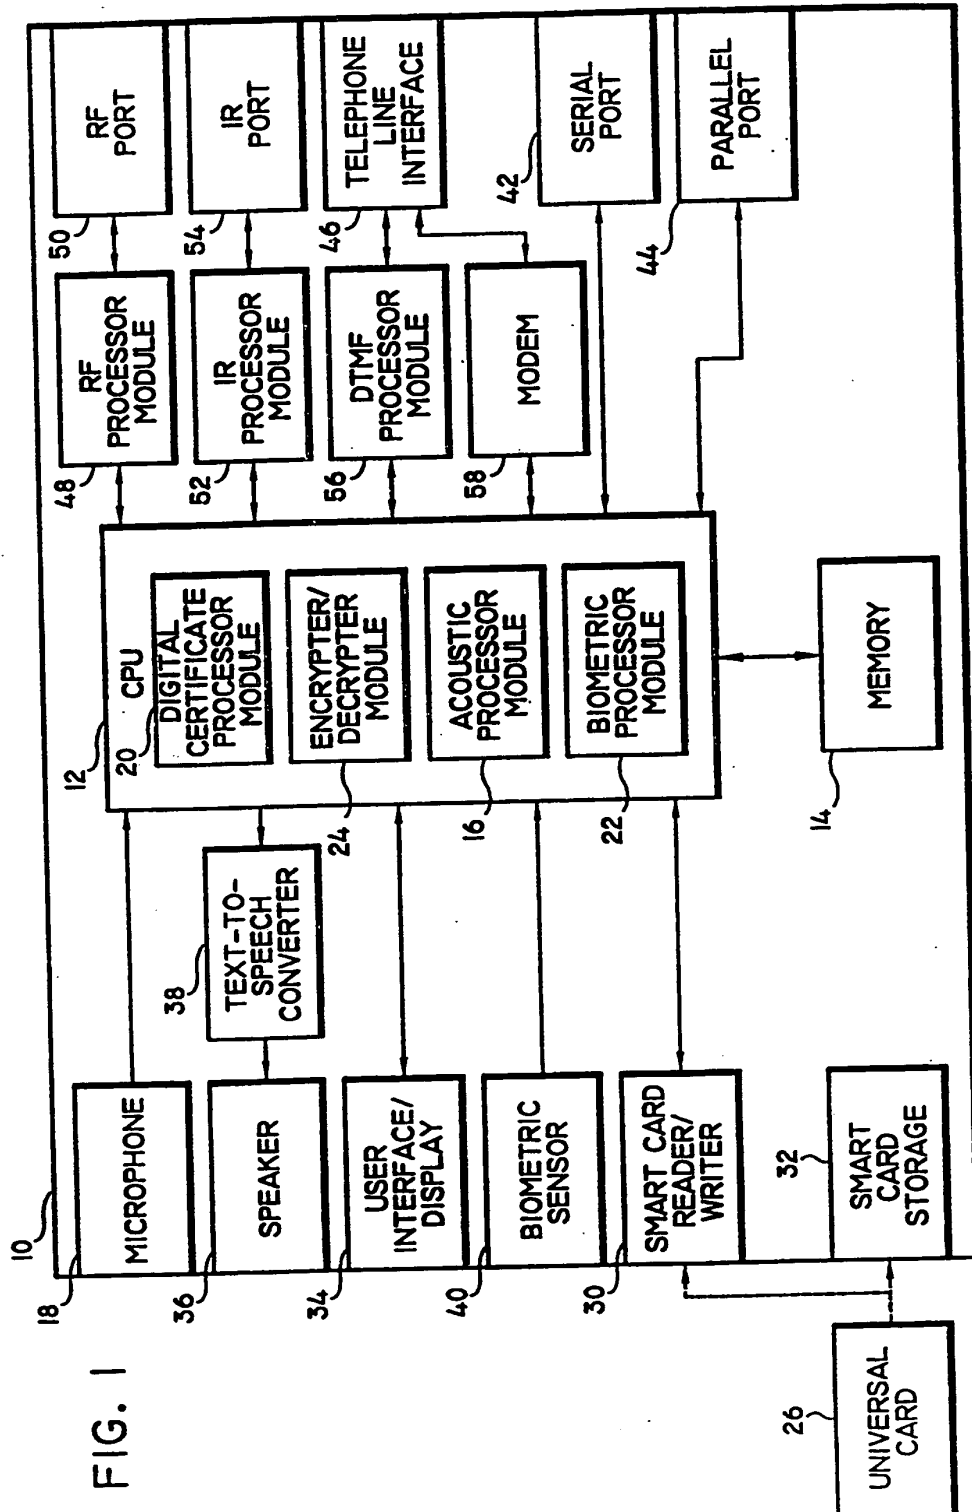 FIG. 1
10
18
MICROPHONE
36
SPEAKER
34
USER
INTERFACE/
DISPLAY
40
BIOMETRIC
SENSOR
30
SMART CARD
READER/
WRITER
32
SMART
CARD
STORAGE
26
UNIVERSAL
CARD
38
TEXT-TO-
SPEECH
CONVERTER
12
CPU
20
DIGITAL
CERTIFICATE
PROCESSOR
MODULE
24
ENCRYPTER/
DECRYPTER
MODULE
16
ACOUSTIC
PROCESSOR
MODULE
22
BIOMETRIC
PROCESSOR
MODULE
14
MEMORY
48
RF
PROCESSOR
MODULE
52
IR
PROCESSOR
MODULE
56
DTMF
PROCESSOR
MODULE
58
MODEM
50
RF
PORT
54
IR
PORT
46
TELEPHONE
LINE
INTERFACE
42
SERIAL
PORT
44
PARALLEL
PORT